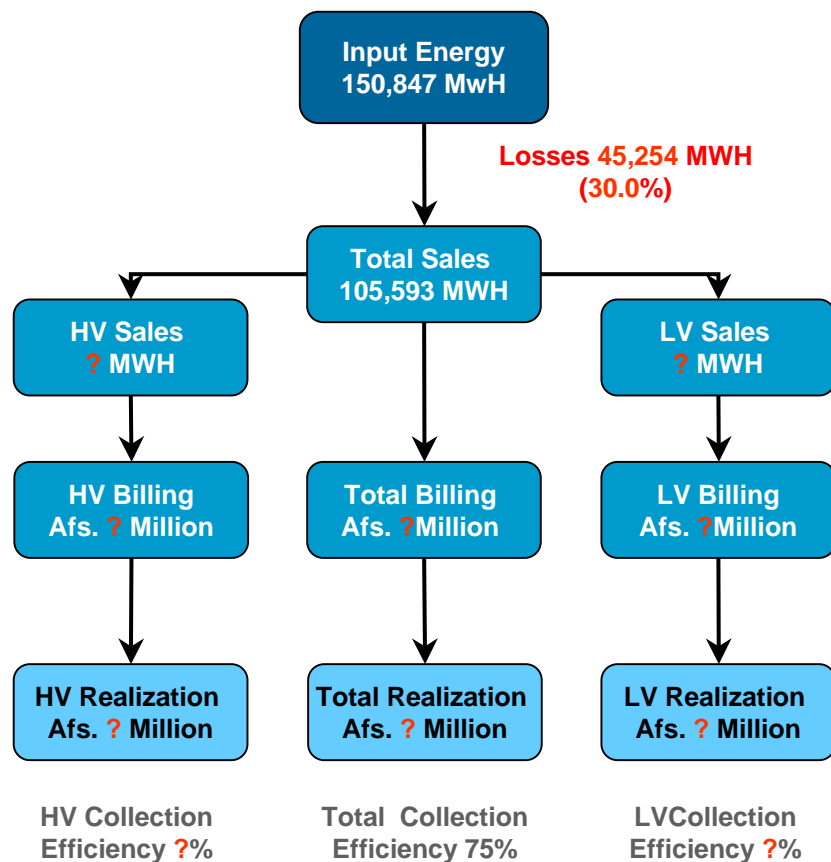 Input Energy
150,847 MwH
Losses 45,254 MWH
(30.0%)
Total Sales
105,593 MWH
HV Sales
? MWH
LV Sales
? MWH
HV Billing
Afs. ? Million
Total Billing
Afs. ?Million
LV Billing
Afs. ?Million
HV Realization
Afs. ? Million
Total Realization
Afs. ? Million
LV Realization
Afs. ? Million
HV Collection
Efficiency ?%
Total Collection
Efficiency 75%
LVCollection
Efficiency ?%